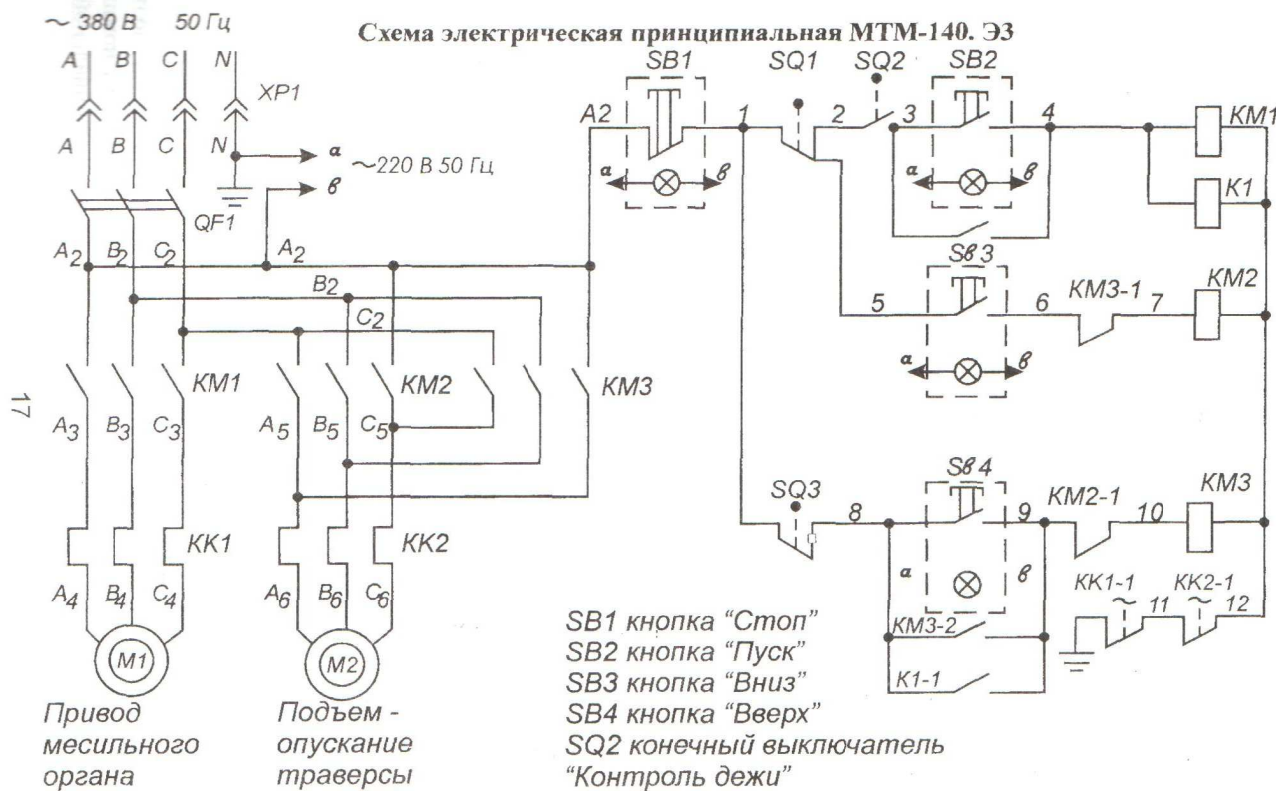 ~ 380 В 50 Гц
Схема электрическая принципиальная МТМ-140. ЭЗ
A B C N
XP1
A B C N
a
~220 В 50 Гц
в
QF1
A2 B2 C2
A2
B2
C2
KM1
KM2
KM3
A3 B3 C3
A5 B5 C5
KK1
KK2
A4 B4 C4
A6 B6 C6
M1
M2
Привод
месильного
органа
Подъем -
опускание
траверсы
17
SB1
SQ1
SQ2
SB2
A2
1
2
3
4
KM1
a в
a в
K1
Sв3
5
6
KM3-1
7
KM2
a в
SQ3
8
Sв4
9
KM2-1
10
KM3
a в
KM3-2
K1-1
KK1-1
11
KK2-1
12
SB1 кнопка “Стоп”
SB2 кнопка “Пуск”
SB3 кнопка “Вниз”
SB4 кнопка “Вверх”
SQ2 конечный выключатель
“Контроль дежи”